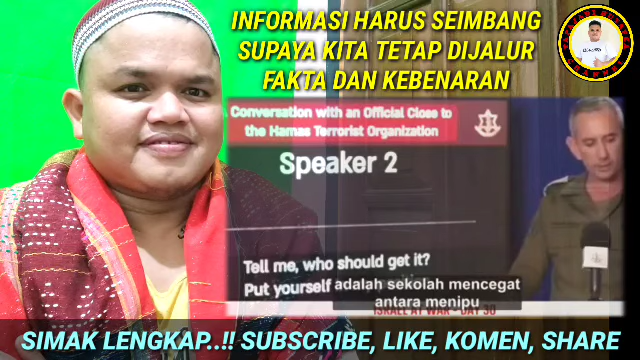 INFORMASI HARUS SEIMBANG
SUPAYA KITA TETAP DIJALUR
FAKTA DAN KEBENARAN
Conversation with an Official Close to
the Hamas Terrorist Organization
Speaker 2
Tell me, who should get it?
Put yourself
adalah sekolah mencegat
antara menipu
ISRAEL AT WAR - DAY 30
SIMAK LENGKAP..!! SUBSCRIBE, LIKE, KOMEN, SHARE